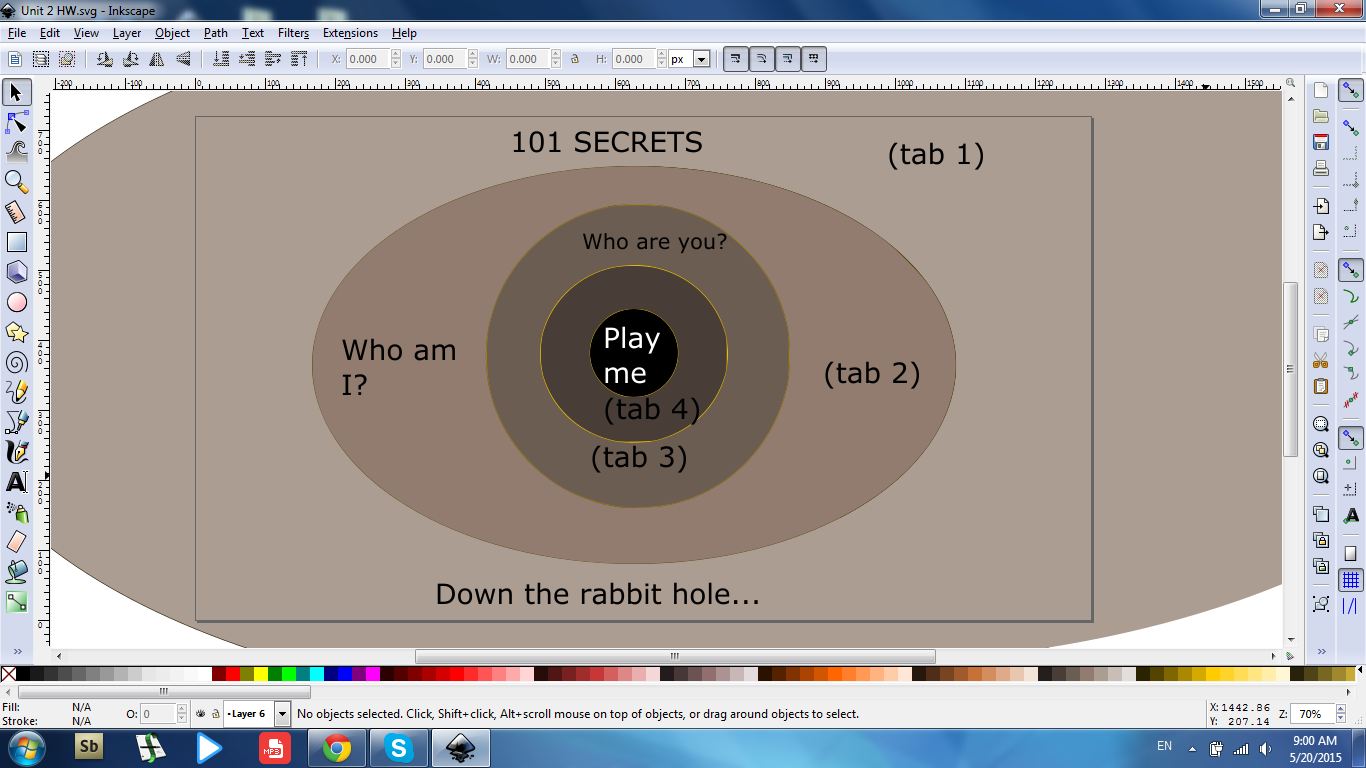 Unit 2 HW.svg - Inkscape
File Edit View Layer Object Path Text Filters Extensions Help
X: 0.000 Y: 0.000 W: 0.000 H: 0.000 px
-200 -100 0 100 200 300 400 500 600 700 800 900 1000 1100 1200 1300 1400 1500
101 SECRETS
(tab 1)
Who are you?
Play
me
Who am
I?
(tab 2)
(tab 4)
(tab 3)
Down the rabbit hole...
Fill: N/A
Stroke: N/A
O: 0
Layer 6
No objects selected. Click, Shift+click, Alt+scroll mouse on top of objects, or drag around objects to select.
X: 1442.86
Y: 207.14
Z: 70%
Sb
MP3
EN
9:00 AM
5/20/2015